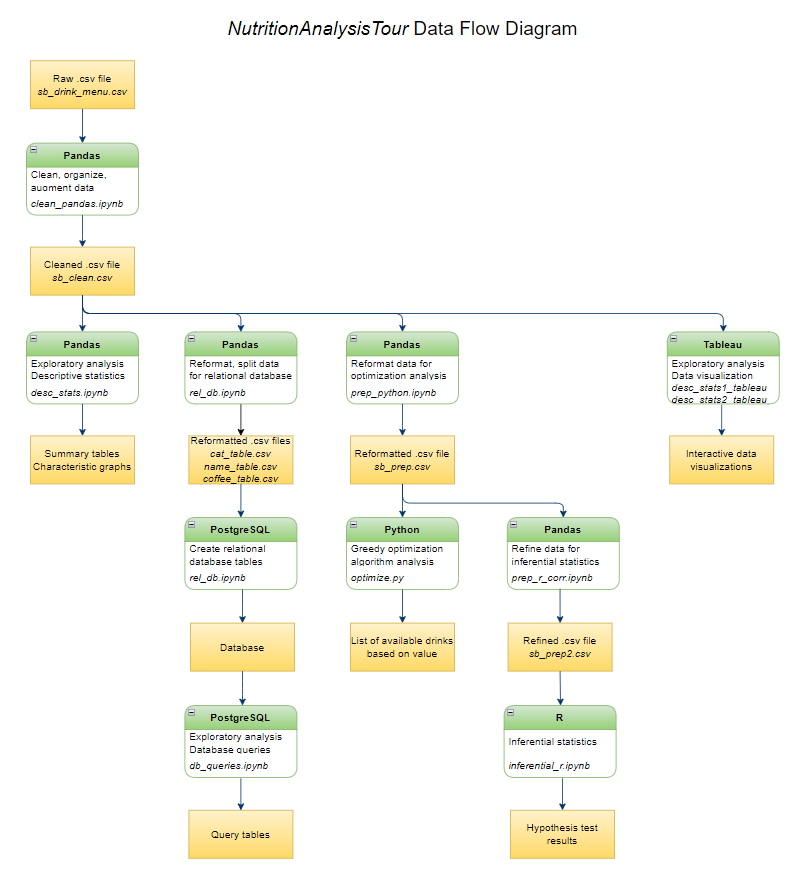 NutritionAnalysisTour Data Flow Diagram
Raw .csv file
sb_drink_menu.csv
Pandas
Clean, organize,
augment data
clean_pandas.ipynb
Cleaned .csv file
sb_clean.csv
Pandas
Exploratory analysis
Descriptive statistics
desc_stats.ipynb
Summary tables
Characteristic graphs
Pandas
Reformat, split data
for relational database
rel_db.ipynb
Reformatted .csv files
cat_table.csv
name_table.csv
coffee_table.csv
PostgreSQL
Create relational
database tables
rel_db.ipynb
Database
PostgreSQL
Exploratory analysis
Database queries
db_queries.ipynb
Query tables
Pandas
Reformat data for
optimization analysis
prep_python.ipynb
Reformatted .csv file
sb_prep.csv
Python
Greedy optimization
algorithm analysis
optimize.py
List of available drinks
based on value
Pandas
Refine data for
inferential statistics
prep_r_corr.ipynb
Refined .csv file
sb_prep2.csv
R
Inferential statistics
inferential_r.ipynb
Hypothesis test
results
Tableau
Exploratory analysis
Data visualization
desc_stats1_tableau
desc_stats2_tableau
Interactive data
visualizations